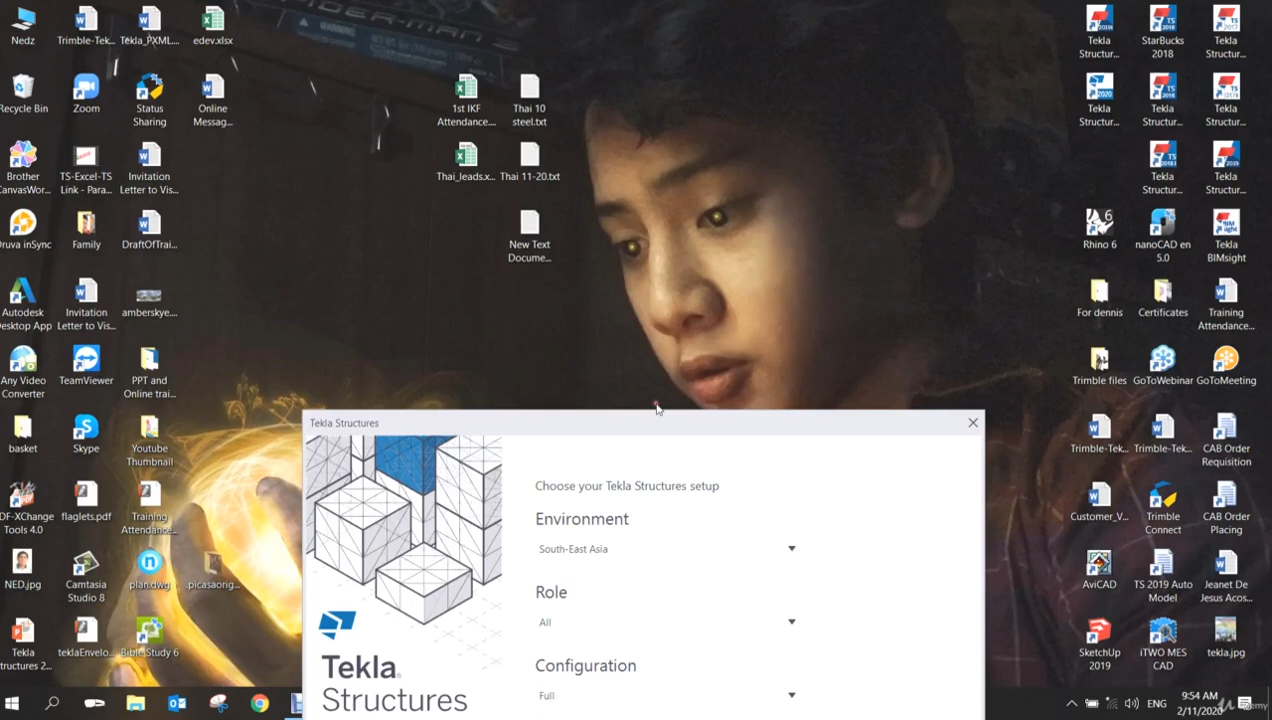 Nedz
Trimble-Tek...
Tekla_PXML...
edev.xlsx
Tekla
Structur...
StarBucks
2018
Tekla
Structur...
Recycle Bin
Zoom
Status
Sharing
Online
Messag...
1st IKF
Attendance...
Thai 10
steel.txt
Tekla
Structur...
Tekla
Structur...
Tekla
Structur...
Brother
CanvasWor...
TS-Excel-TS
Link - Para...
Invitation
Letter to Vis...
Thai_leads.x...
Thai 11-20.txt
Tekla
Structur...
Tekla
Structur...
Druva inSync
Family
DraftOfTrai...
New Text
Docume...
Rhino 6
nanoCAD en
5.0
Tekla
BIMsight
Autodesk
Desktop App
Invitation
Letter to Vis...
amberskye....
For dennis
Certificates
Training
Attendance...
Any Video
Converter
TeamViewer
PPT and
Online trai...
Trimble files
GoToWebinar
GoToMeeting
basket
Skype
Youtube
Thumbnail
Trimble-Tek...
Trimble-Tek...
CAB Order
Requisition
PDF-XChange
Tools 4.0
flaglets.pdf
Training
Attendanc...
Customer_V...
Trimble
Connect
CAB Order
Placing
NED.jpg
Camtasia
Studio 8
plan.dwg
.picasaorig...
AviCAD
TS 2019 Auto
Model
Jeanet De
Jesus Acos...
Tekla
Structures 2...
teklaEnvelo...
Bible Study 6
SketchUp
2019
iTWO MES
CAD
tekla.jpg
Tekla Structures
Choose your Tekla Structures setup
Environment
South-East Asia
Role
All
Configuration
Full
Tekla
Structures
ENG
9:54 AM
2/11/2020